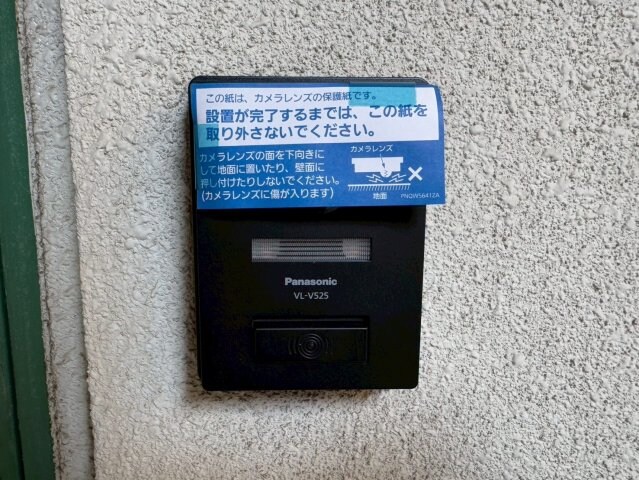 この紙は、カメラレンズの保護紙です。
設置が完了するまでは、この紙を
取り外さないでください。
カメラレンズの面を下向きに
して地面に置いたり、壁面に
押し付けたりしないでください。
(カメラレンズに傷が入ります)
カメラレンズ
地面
Panasonic
VL-V525